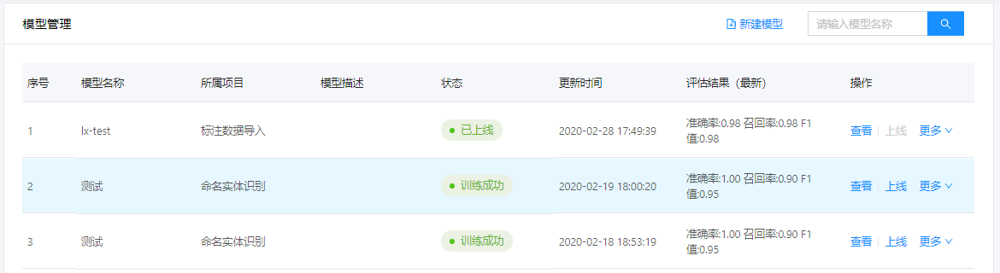 模型管理 新建模型 请输入模型名称
序号 模型名称 所属项目 模型描述 状态 更新时间 评估结果（最新） 操作
1 lx-test 标注数据导入 已上线 2020-02-28 17:49:39 准确率:0.98 召回率:0.98 F1
值:0.98 查看 上线 更多
2 测试 命名实体识别 训练成功 2020-02-19 18:00:20 准确率:1.00 召回率:0.90 F1
值:0.95 查看 上线 更多
3 测试 命名实体识别 训练成功 2020-02-18 18:53:19 准确率:1.00 召回率:0.90 F1
值:0.95 查看 上线 更多